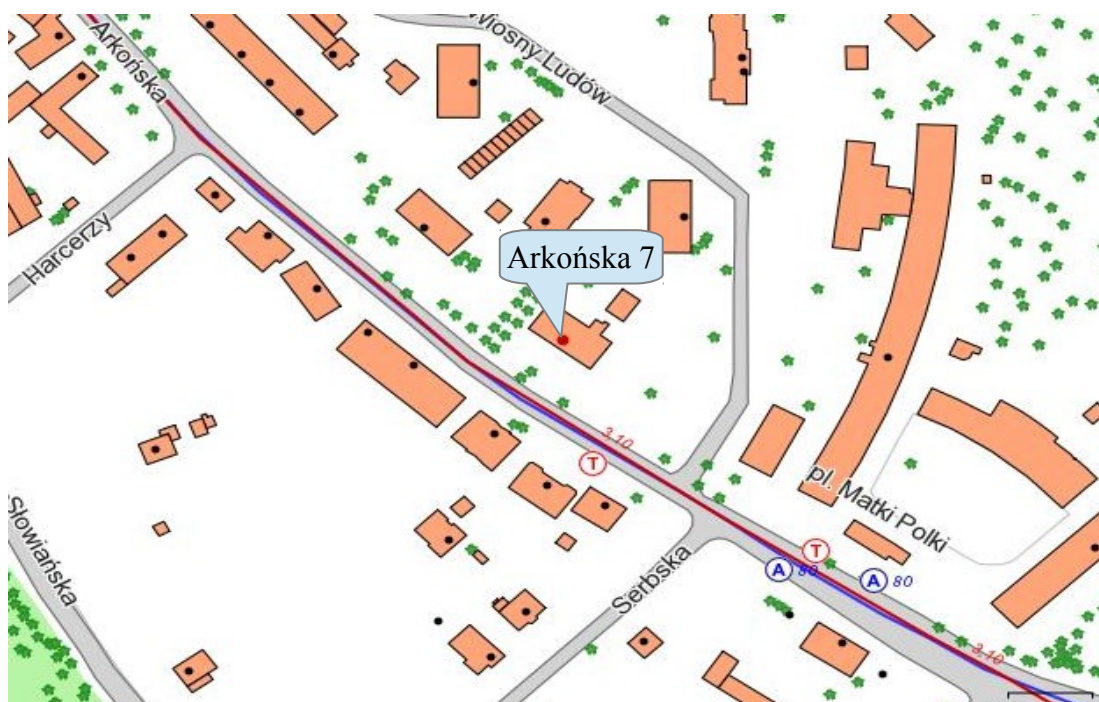 Arkońska
Wiosny Ludów
Harcerzy
Arkońska 7
3,10
T
pl. Matki Polki
Słowiańska
Serbska
T
A 80
A 80
3,10